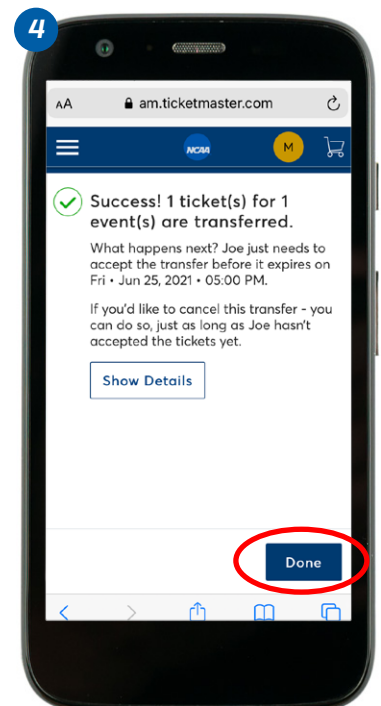 4
AA am.ticketmaster.com
NCAA M
Success! 1 ticket(s) for 1
event(s) are transferred.
What happens next? Joe just needs to
accept the transfer before it expires on
Fri • Jun 25, 2021 • 05:00 PM.
If you'd like to cancel this transfer - you
can do so, just as long as Joe hasn't
accepted the tickets yet.
Show Details
Done